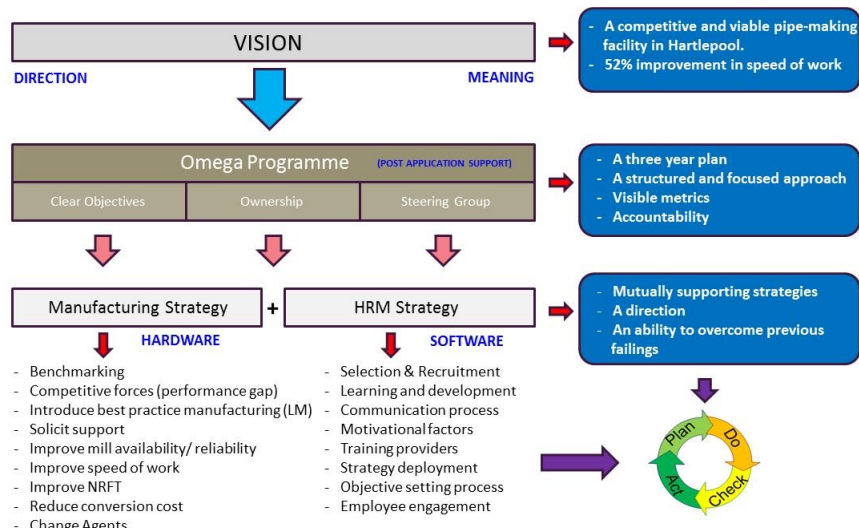 VISION
DIRECTION
MEANING
- A competitive and viable pipe-making
facility in Hartlepool.
- 52% improvement in speed of work
Omega Programme (POST APPLICATION SUPPORT)
Clear Objectives
Ownership
Steering Group
- A three year plan
- A structured and focused approach
- Visible metrics
- Accountability
Manufacturing Strategy
+
HRM Strategy
- Mutually supporting strategies
- A direction
- An ability to overcome previous
failings
HARDWARE
- Benchmarking
- Competitive forces (performance gap)
- Introduce best practice manufacturing (LM)
- Solicit support
- Improve mill availability/ reliability
- Improve speed of work
- Improve NRFT
- Reduce conversion cost
- Change Agents
SOFTWARE
- Selection & Recruitment
- Learning and development
- Communication process
- Motivational factors
- Training providers
- Strategy deployment
- Objective setting process
- Employee engagement
Plan
Do
Check
Act